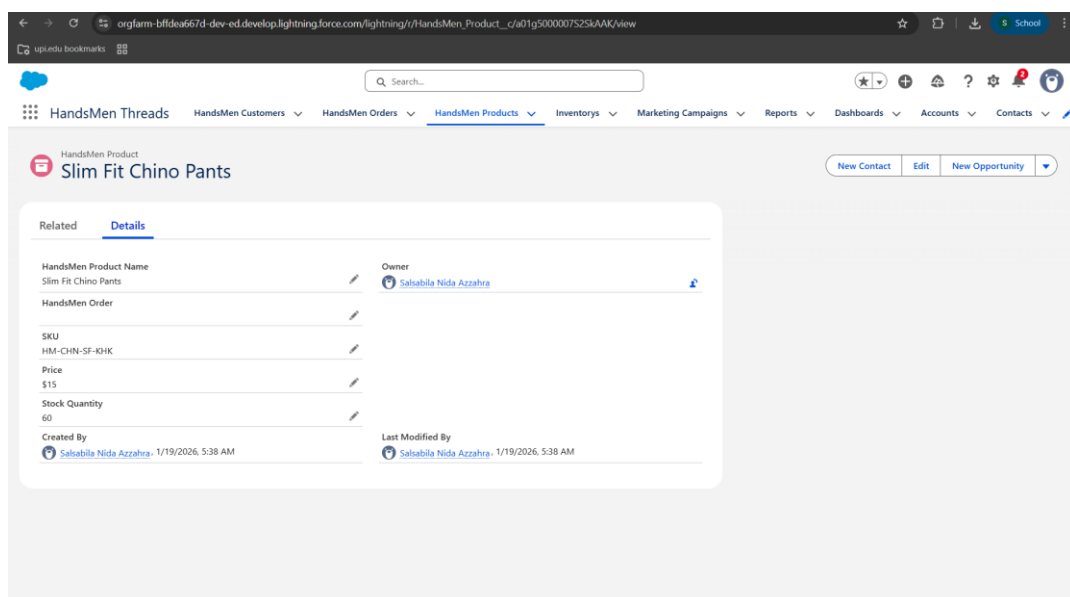 orgfarm-bffdea667d-dev-ed.develop.lightning.force.com/lightning/r/HandsMen_Product__c/a01g5000007S2SkAAK/view
School
upi.edu bookmarks
Search...
2
HandsMen Threads HandsMen Customers HandsMen Orders HandsMen Products Inventorys Marketing Campaigns Reports Dashboards Accounts Contacts
HandsMen Product
Slim Fit Chino Pants
New Contact Edit New Opportunity
Related Details
HandsMen Product Name
Slim Fit Chino Pants
Owner
Salsabila Nida Azzahra
HandsMen Order
SKU
HM-CHN-SF-KHK
Price
$15
Stock Quantity
60
Created By
Salsabila Nida Azzahra, 1/19/2026, 5:38 AM
Last Modified By
Salsabila Nida Azzahra, 1/19/2026, 5:38 AM